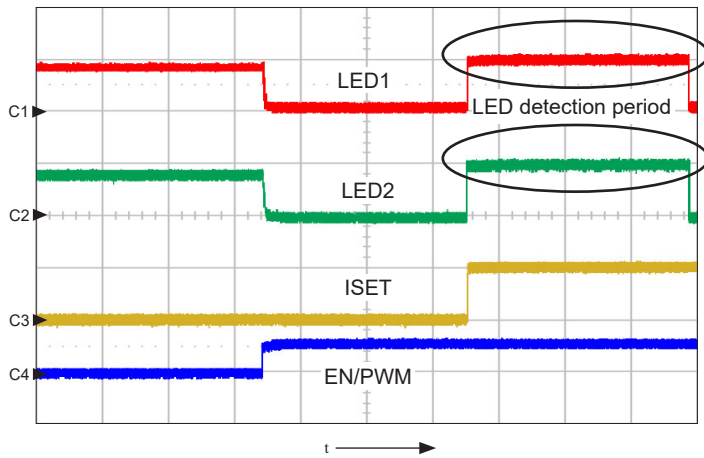 C1
LED1
LED detection period
C2
LED2
C3
ISET
C4
EN/PWM
t